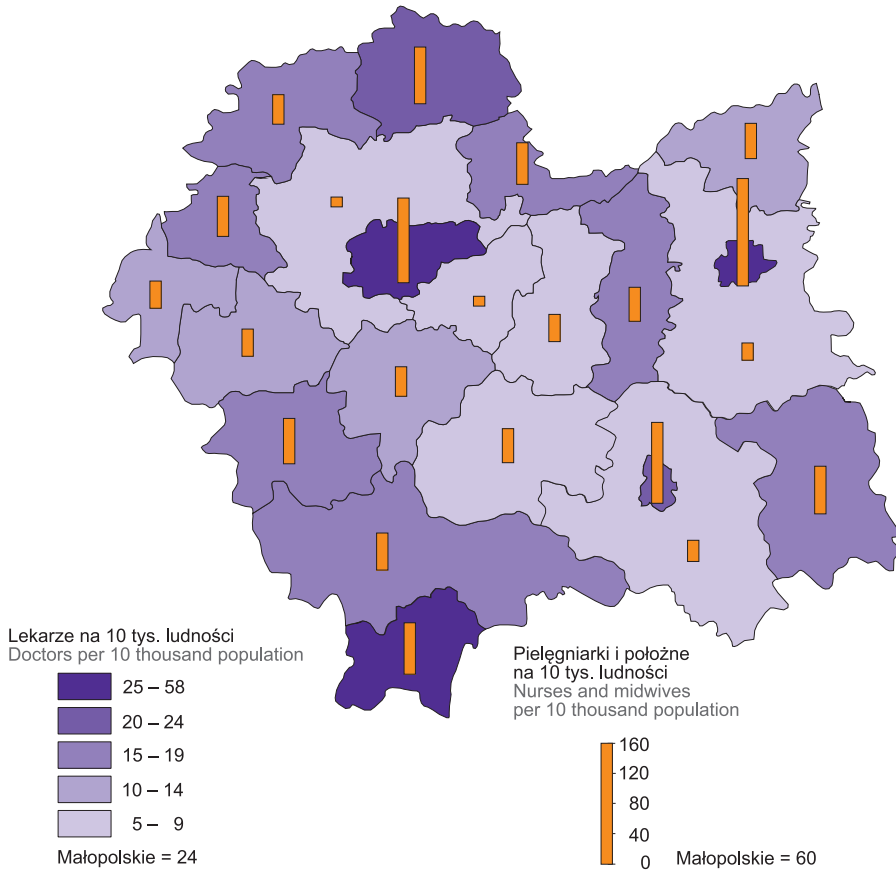 Lekarze na 10 tys. ludności
Doctors per 10 thousand population
25 – 58
20 – 24
15 – 19
10 – 14
5 – 9
Małopolskie = 24
Pielęgniarki i położne
na 10 tys. ludności
Nurses and midwives
per 10 thousand population
160
120
80
40
0
Małopolskie = 60